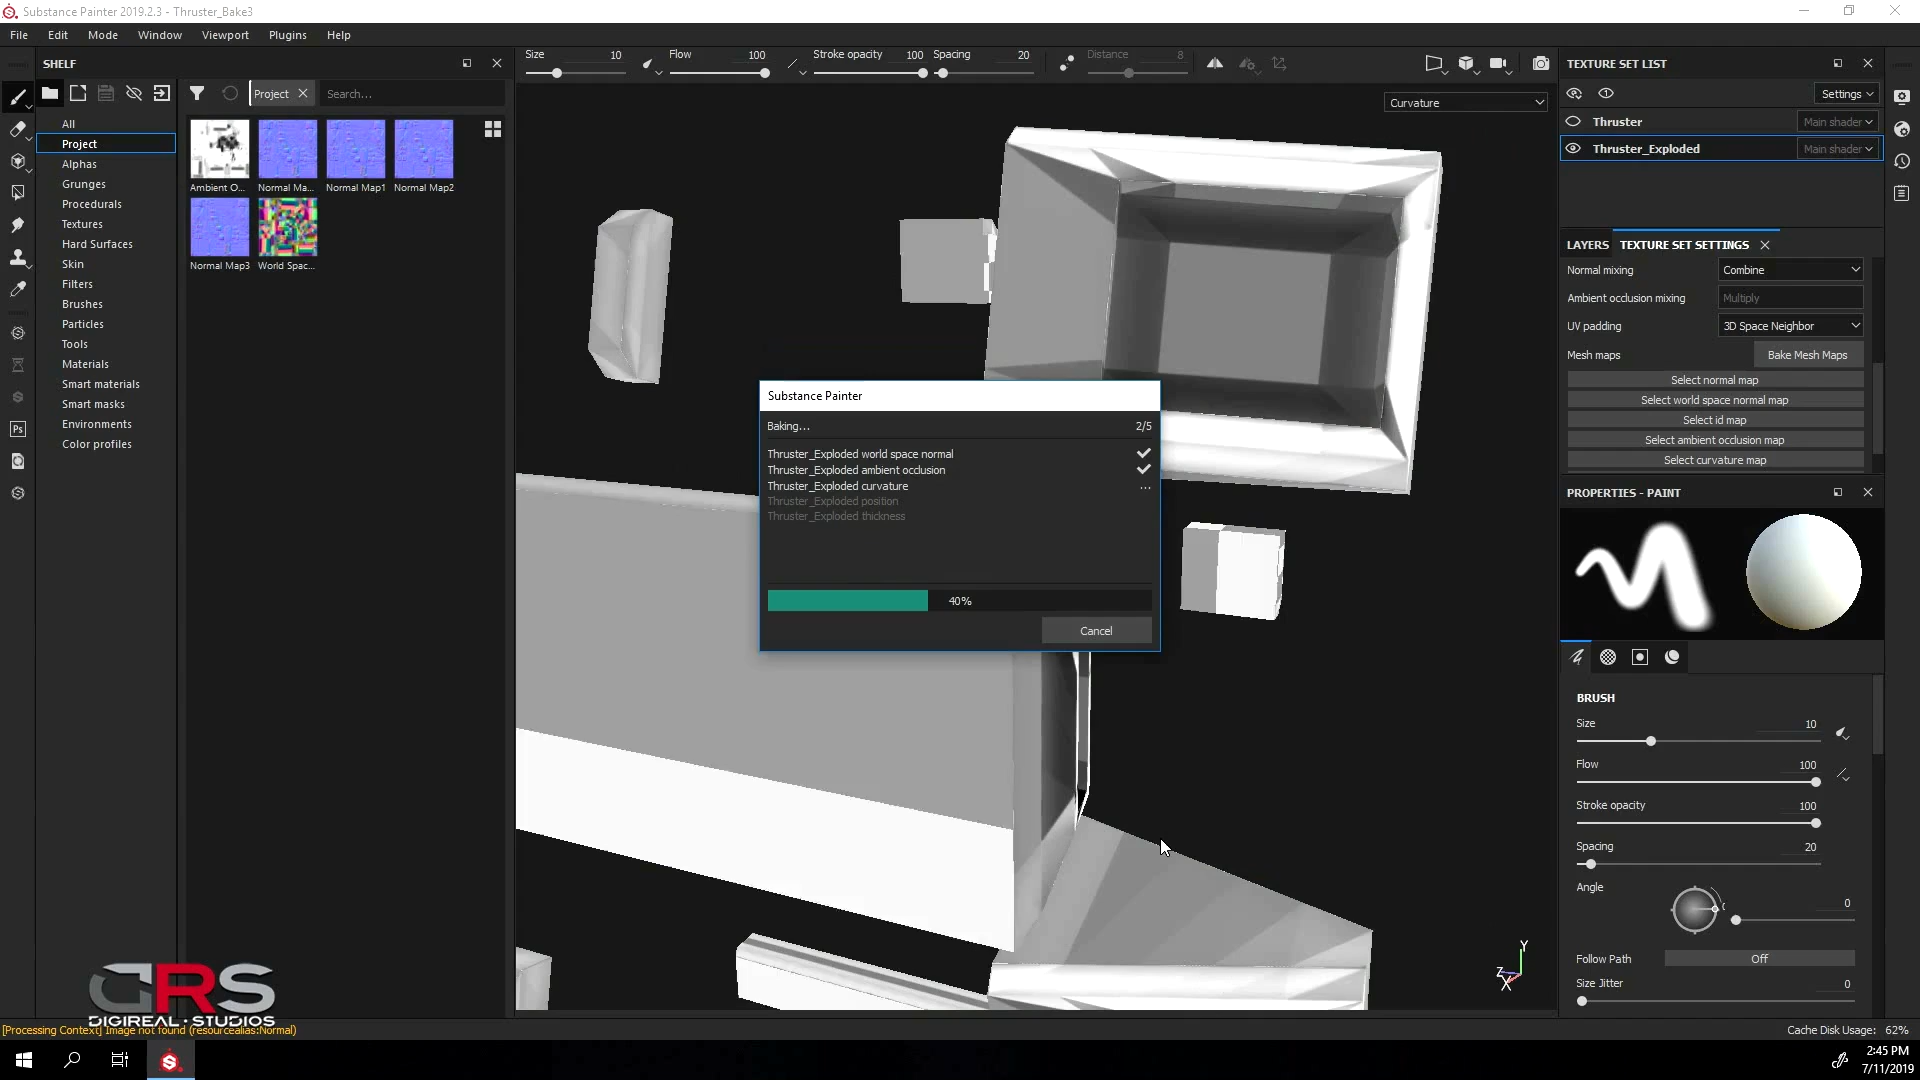 Substance Painter 2019.2.3 - Thruster_Bake3
File Edit Mode Window Viewport Plugins Help
SHELF
Project
Search...
All
Project
Alphas
Grunges
Procedurals
Textures
Hard Surfaces
Skin
Filters
Brushes
Particles
Tools
Materials
Smart materials
Smart masks
Environments
Color profiles
Ambient O... Normal Ma... Normal Map1 Normal Map2
Normal Map3 World Spac...
Size 10 Flow 100 Stroke opacity 100 Spacing 20 Distance 8
Curvature
Substance Painter
Baking... 2/5
Thruster_Exploded world space normal
Thruster_Exploded ambient occlusion
Thruster_Exploded curvature ...
Thruster_Exploded position
Thruster_Exploded thickness
40%
Cancel
Y
Z
X
TEXTURE SET LIST
Settings
Thruster Main shader
Thruster_Exploded Main shader
LAYERS TEXTURE SET SETTINGS
Normal mixing Combine
Ambient occlusion mixing Multiply
UV padding 3D Space Neighbor
Mesh maps Bake Mesh Maps
Select normal map
Select world space normal map
Select id map
Select ambient occlusion map
Select curvature map
PROPERTIES - PAINT
BRUSH
Size 10
Flow 100
Stroke opacity 100
Spacing 20
Angle 0
Follow Path Off
Size Jitter 0
Ps
DRS
DIGIREAL·STUDIOS
[Processing Context] Image not found (resourcealias:Normal)
Cache Disk Usage: 62%
2:45 PM
7/11/2019